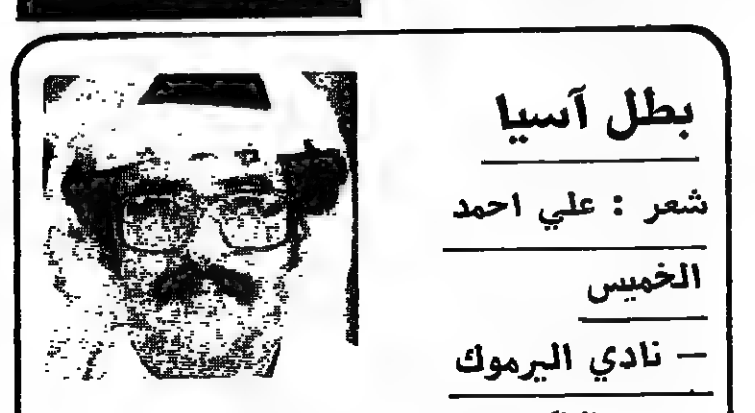 بطل آسيا
شعر : علي احمد
الخميس
— نادي اليرموك